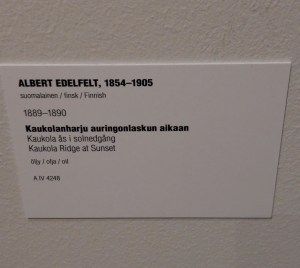 ALBERT EDELFELT, 1854–1905
suomalainen / finsk / Finnish
1889–1890
Kaukolanharju auringonlaskun aikaan
Kaukola ås i solnedgång
Kaukola Ridge at Sunset
öljy / olja / oil
A IV 4248